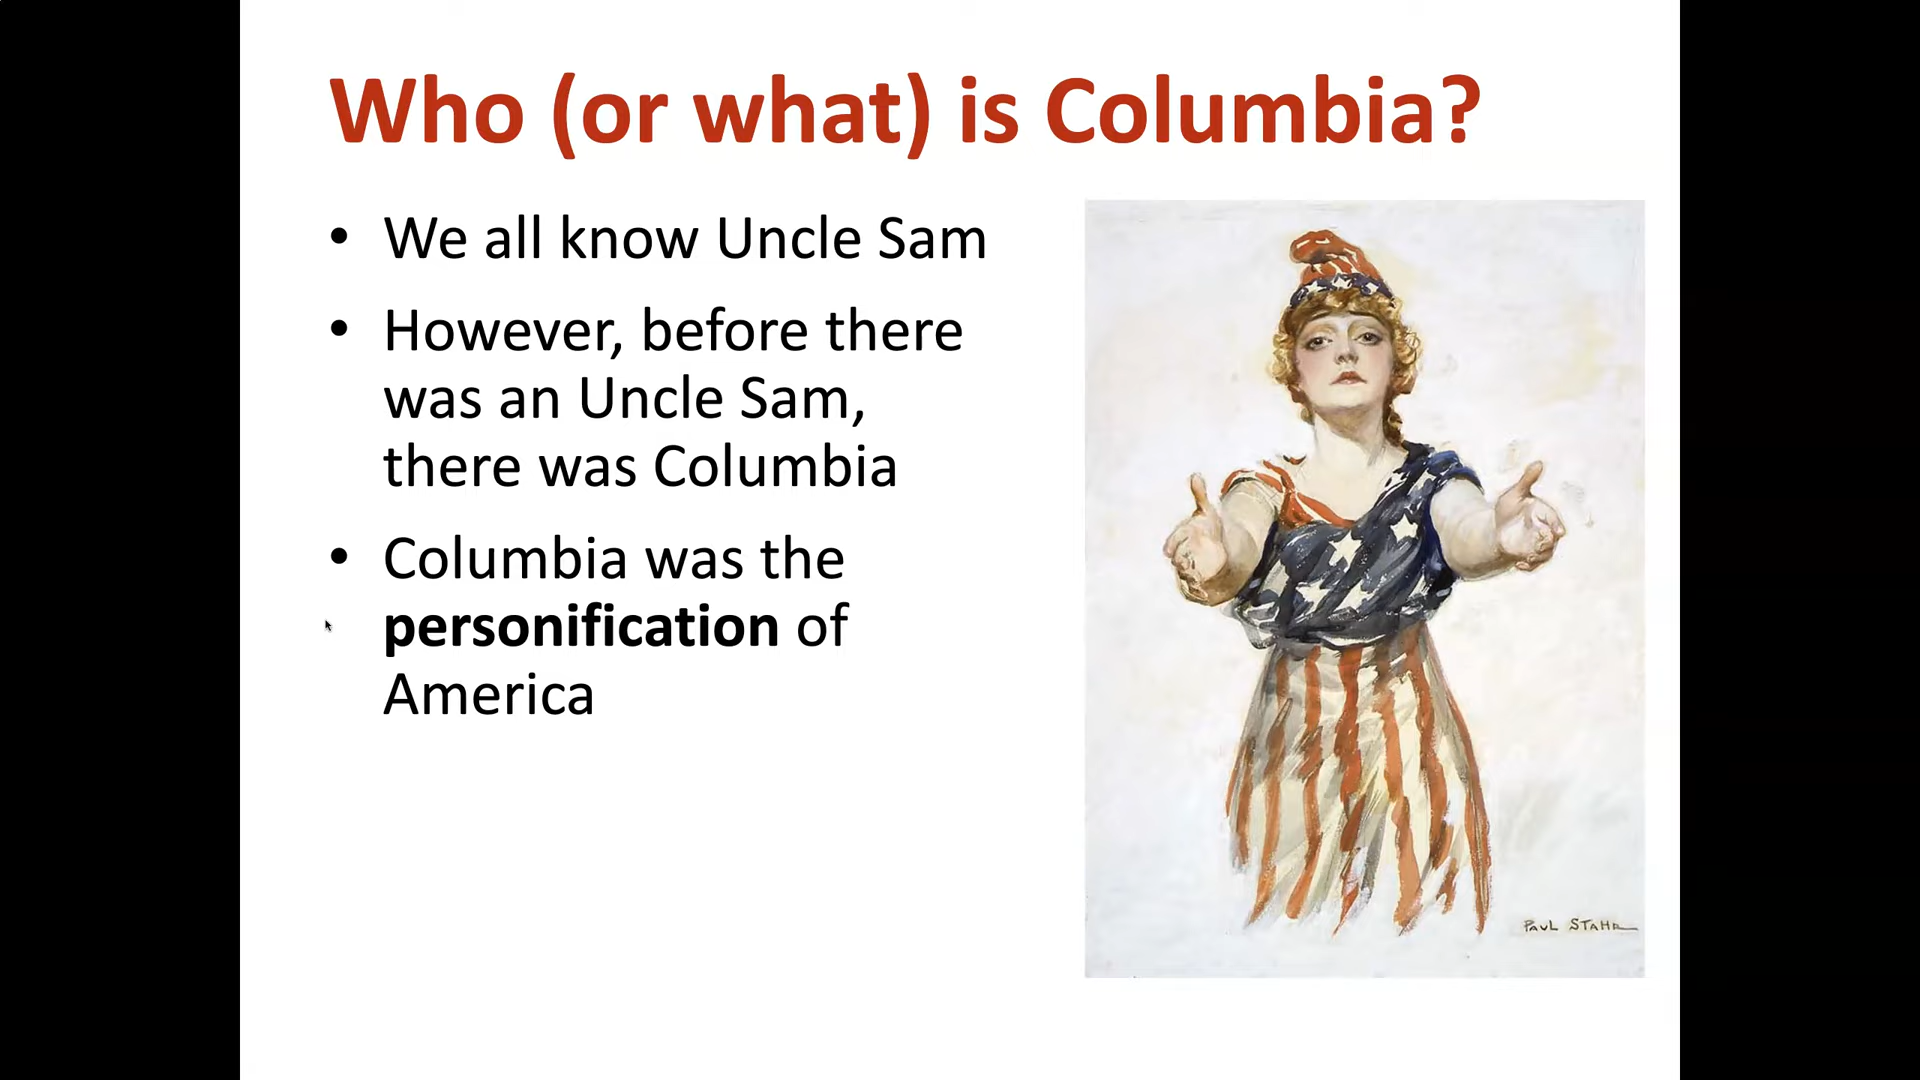 Who (or what) is Columbia?
• We all know Uncle Sam
• However, before there
was an Uncle Sam,
there was Columbia
• Columbia was the
personification of
America
PAUL STAHR